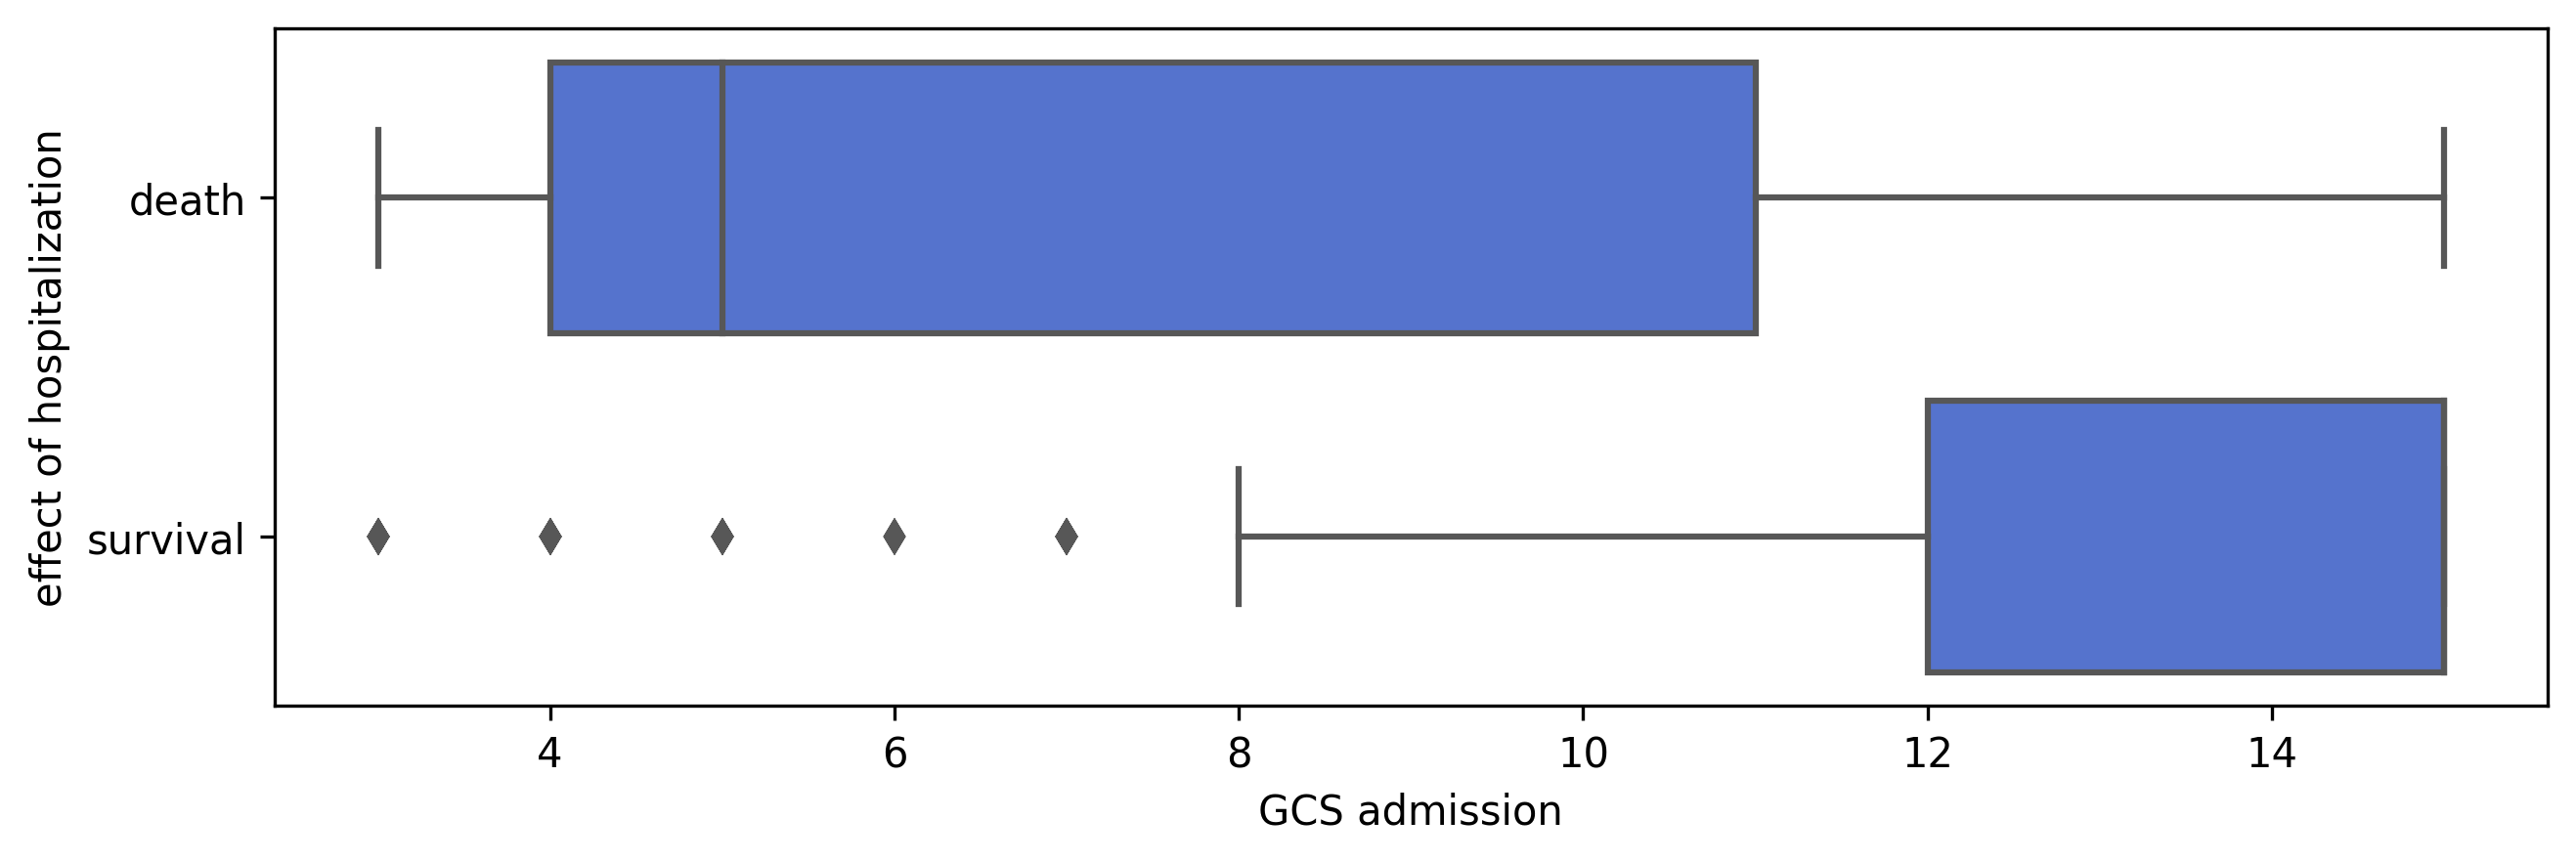 effect of hospitalization
death
survival
4 6 8 10 12 14
GCS admission